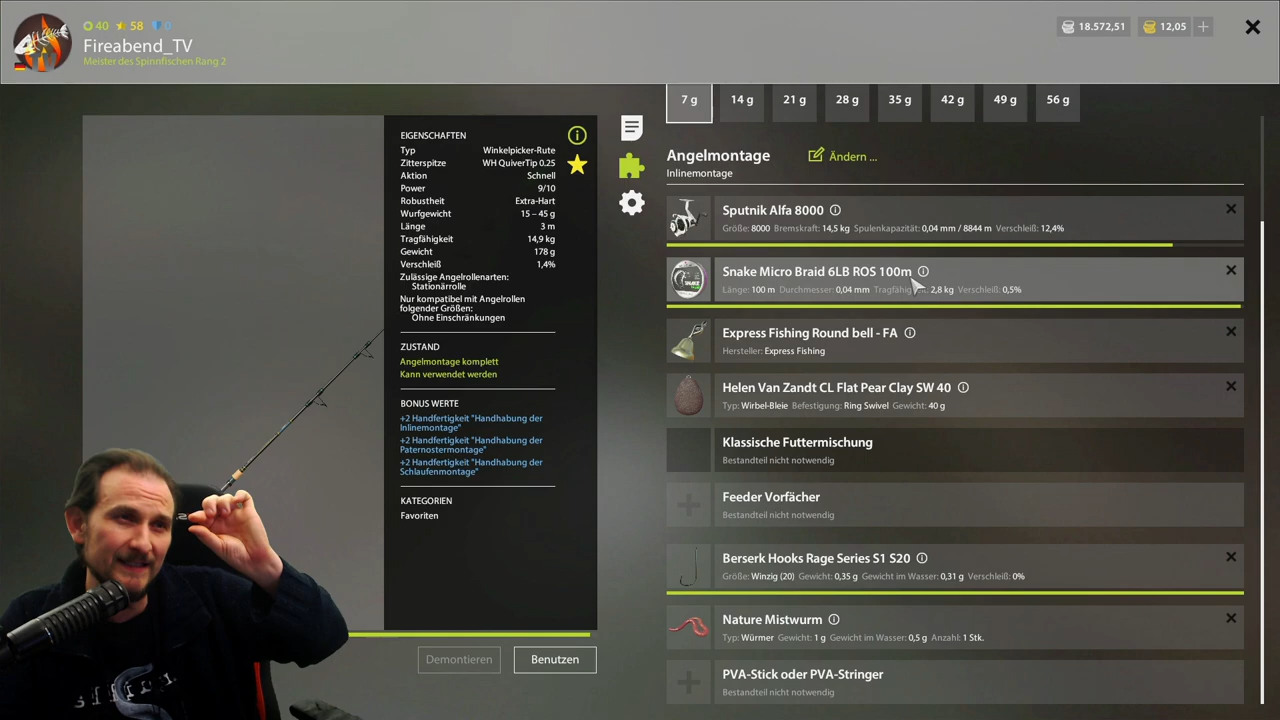 40 58 0
Fireabend_TV
Meister des Spinnfischen Rang 2
18.572,51 12,05
EIGENSCHAFTEN
Typ Winkelpicker-Rute
Zitterspitze WH QuiverTip 0.25
Aktion Schnell
Power 9/10
Robustheit Extra-Hart
Wurfgewicht 15 – 45 g
Länge 3 m
Tragfähigkeit 14,9 kg
Gewicht 178 g
Verschleiß 1,4%
Zulässige Angelrollenarten:
Stationärrolle
Nur kompatibel mit Angelrollen
folgender Größen:
Ohne Einschränkungen
ZUSTAND
Angelmontage komplett
Kann verwendet werden
BONUS WERTE
+2 Handfertigkeit "Handhabung der
Inlinemontage"
+2 Handfertigkeit "Handhabung der
Paternostermontage"
+2 Handfertigkeit "Handhabung der
Schlaufenmontage"
KATEGORIEN
Favoriten
Demontieren
Benutzen
7 g 14 g 21 g 28 g 35 g 42 g 49 g 56 g
Angelmontage Ändern ...
Inlinemontage
Sputnik Alfa 8000
Größe: 8000 Bremskraft: 14,5 kg Spulenkapazität: 0,04 mm / 8844 m Verschleiß: 12,4%
Snake Micro Braid 6LB ROS 100m
Länge: 100 m Durchmesser: 0,04 mm 2,8 kg Verschleiß: 0,5%
Express Fishing Round bell - FA
Hersteller: Express Fishing
Helen Van Zandt CL Flat Pear Clay SW 40
Typ: Wirbel-Bleie Befestigung: Ring Swivel Gewicht: 40 g
Klassische Futtermischung
Bestandteil nicht notwendig
Feeder Vorfächer
Bestandteil nicht notwendig
Berserk Hooks Rage Series S1 S20
Größe: Winzig (20) Gewicht: 0,35 g Gewicht im Wasser: 0,31 g Verschleiß: 0%
Nature Mistwurm
Typ: Würmer Gewicht: 1 g Gewicht im Wasser: 0,5 g Anzahl: 1 Stk.
PVA-Stick oder PVA-Stringer
Bestandteil nicht notwendig